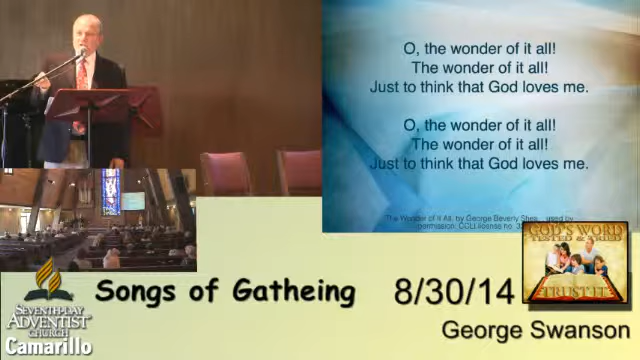 O, the wonder of it all!
The wonder of it all!
Just to think that God loves me.
O, the wonder of it all!
The wonder of it all!
Just to think that God loves me.
The Wonder of It All, by George Beverly Shea, used by
permission: CCLI license no.
GOD'S WORD
TESTED & TRIED
TRUST IT
Songs of Gatheing
8/30/14
George Swanson
SEVENTH-DAY
ADVENTIST
CHURCH
Camarillo